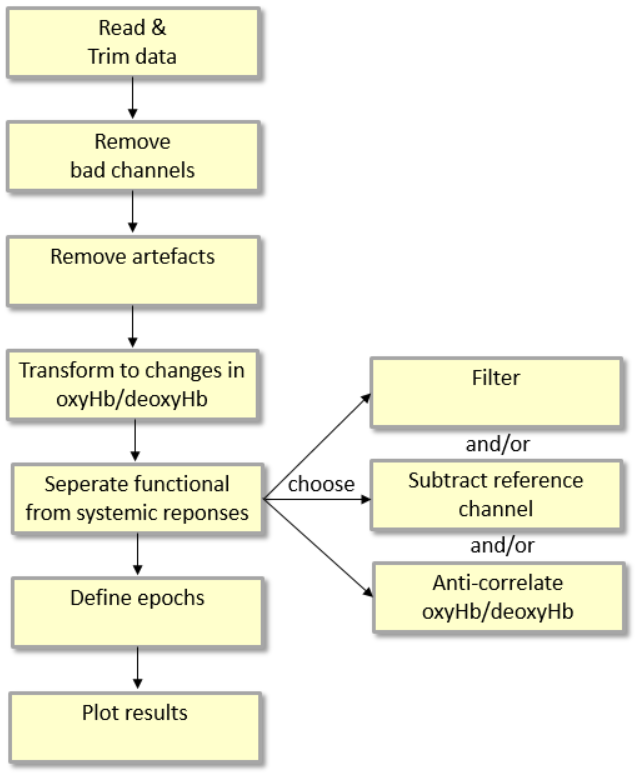 Read &
Trim data
Remove
bad channels
Remove artefacts
Transform to changes in
oxyHb/deoxyHb
Seperate functional
from systemic reponses
choose
Filter
and/or
Subtract reference
channel
and/or
Anti-correlate
oxyHb/deoxyHb
Define epochs
Plot results